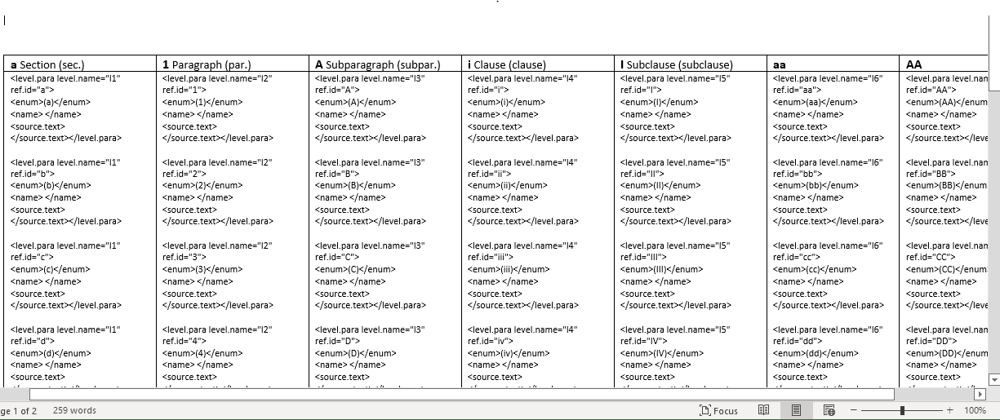 a Section (sec.) 1 Paragraph (par.) A Subparagraph (subpar.) i Clause (clause) I Subclause (subclause) aa AA
<level.para level.name="l1" <level.para level.name="l2" <level.para level.name="l3" <level.para level.name="l4" <level.para level.name="l5" <level.para level.name="l6" <level.para level.nam
ref.id="a"> ref.id="1"> ref.id="A"> ref.id="i"> ref.id="I"> ref.id="aa"> ref.id="AA">
<enum>(a)</enum> <enum>(1)</enum> <enum>(A)</enum> <enum>(i)</enum> <enum>(I)</enum> <enum>(aa)</enum> <enum>(AA)</enum
<name> </name> <name> </name> <name> </name> <name> </name> <name> </name> <name> </name> <name> </name>
<source.text> <source.text> <source.text> <source.text> <source.text> <source.text> <source.text>
</source.text></level.para> </source.text></level.para> </source.text></level.para> </source.text></level.para> </source.text></level.para> </source.text></level.para> </source.text></leve
<level.para level.name="l1" <level.para level.name="l2" <level.para level.name="l3" <level.para level.name="l4" <level.para level.name="l5" <level.para level.name="l6" <level.para level.nam
ref.id="b"> ref.id="2"> ref.id="B"> ref.id="ii"> ref.id="II"> ref.id="bb"> ref.id="BB">
<enum>(b)</enum> <enum>(2)</enum> <enum>(B)</enum> <enum>(ii)</enum> <enum>(II)</enum> <enum>(bb)</enum> <enum>(BB)</enum
<name> </name> <name> </name> <name> </name> <name> </name> <name> </name> <name> </name> <name> </name>
<source.text> <source.text> <source.text> <source.text> <source.text> <source.text> <source.text>
</source.text></level.para> </source.text></level.para> </source.text></level.para> </source.text></level.para> </source.text></level.para> </source.text></level.para> </source.text></leve
<level.para level.name="l1" <level.para level.name="l2" <level.para level.name="l3" <level.para level.name="l4" <level.para level.name="l5" <level.para level.name="l6" <level.para level.nam
ref.id="c"> ref.id="3"> ref.id="C"> ref.id="iii"> ref.id="III"> ref.id="cc"> ref.id="CC">
<enum>(c)</enum> <enum>(3)</enum> <enum>(C)</enum> <enum>(iii)</enum> <enum>(III)</enum> <enum>(cc)</enum> <enum>(CC)</enum
<name> </name> <name> </name> <name> </name> <name> </name> <name> </name> <name> </name> <name> </name>
<source.text> <source.text> <source.text> <source.text> <source.text> <source.text> <source.text>
</source.text></level.para> </source.text></level.para> </source.text></level.para> </source.text></level.para> </source.text></level.para> </source.text></level.para> </source.text></leve
<level.para level.name="l1" <level.para level.name="l2" <level.para level.name="l3" <level.para level.name="l4" <level.para level.name="l5" <level.para level.name="l6" <level.para level.nam
ref.id="d"> ref.id="4"> ref.id="D"> ref.id="iv"> ref.id="IV"> ref.id="dd"> ref.id="DD">
<enum>(d)</enum> <enum>(4)</enum> <enum>(D)</enum> <enum>(iv)</enum> <enum>(IV)</enum> <enum>(dd)</enum> <enum>(DD)</enum
<name> </name> <name> </name> <name> </name> <name> </name> <name> </name> <name> </name> <name> </name>
<source.text> <source.text> <source.text> <source.text> <source.text> <source.text> <source.text>
ge 1 of 2 259 words Focus 100%